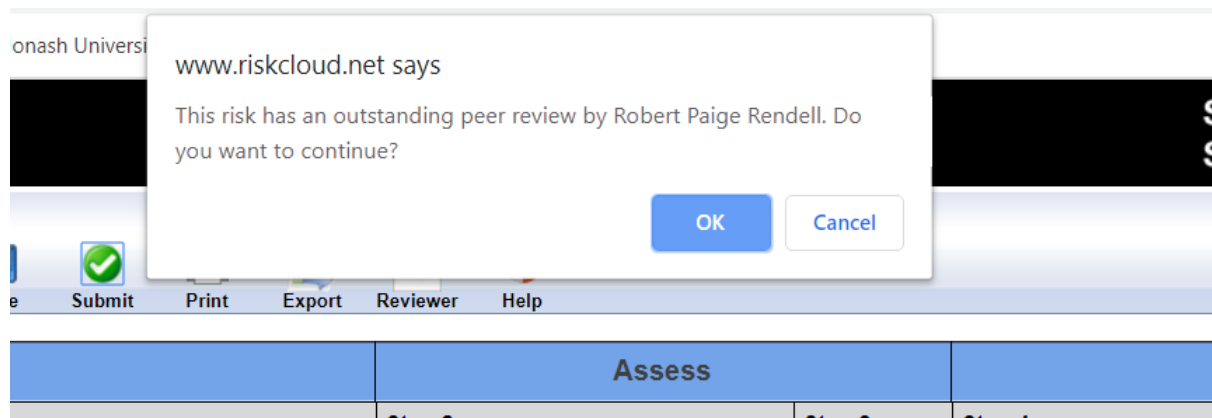 onash Universi
www.riskcloud.net says
This risk has an outstanding peer review by Robert Paige Rendell. Do
you want to continue?
OK Cancel
Submit Print Export Reviewer Help
Assess